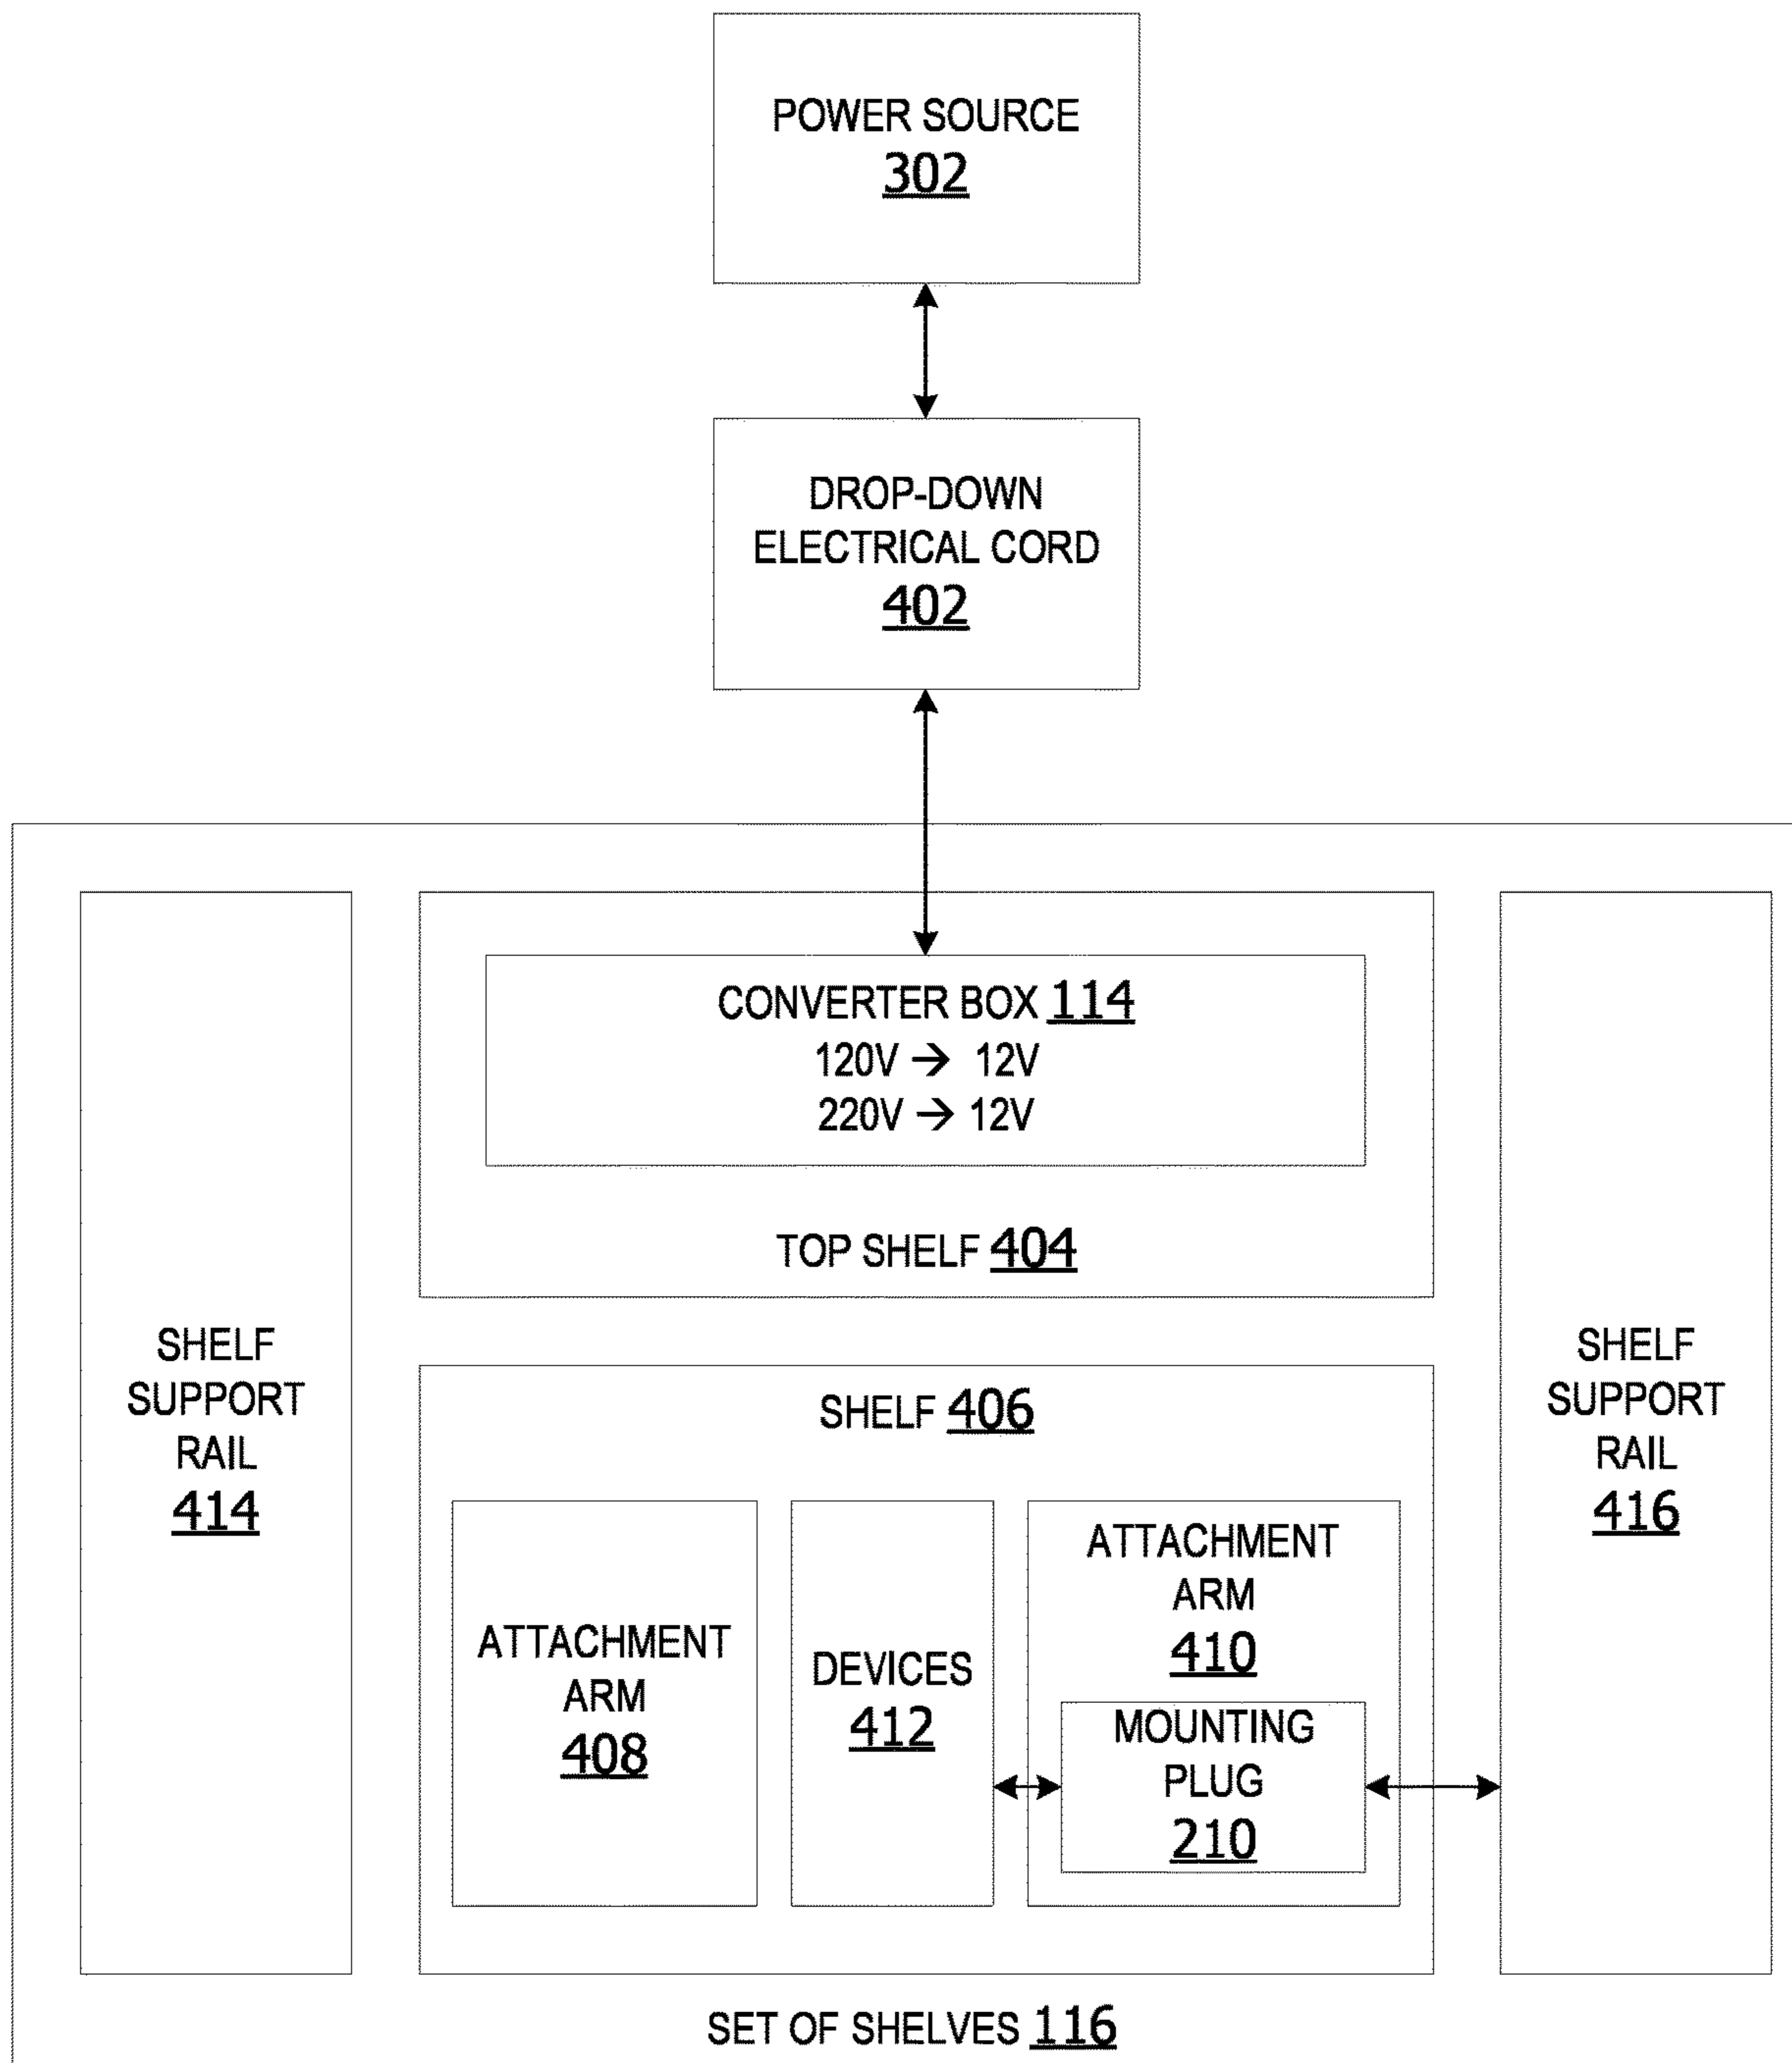 POWER SOURCE
302
DROP-DOWN
ELECTRICAL CORD
402
CONVERTER BOX 114
120V → 12V
220V → 12V
TOP SHELF 404
SHELF
SUPPORT
RAIL
414
SHELF 406
ATTACHMENT
ARM
408
DEVICES
412
ATTACHMENT
ARM
410
MOUNTING
PLUG
210
SHELF
SUPPORT
RAIL
416
SET OF SHELVES 116